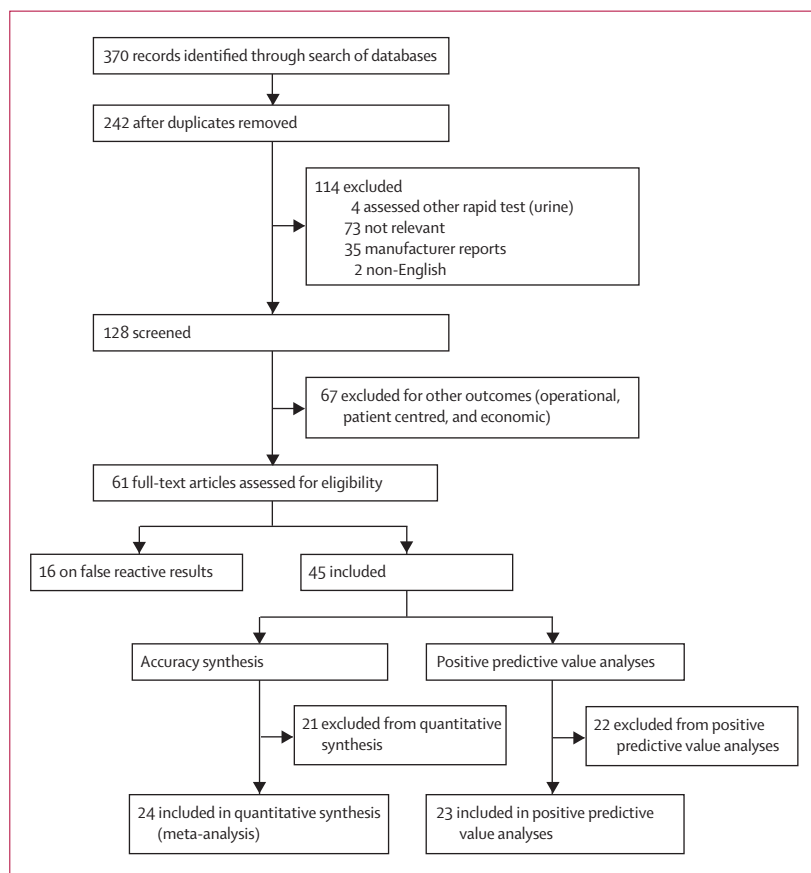 370 records identified through search of databases
242 after duplicates removed
114 excluded
4 assessed other rapid test (urine)
73 not relevant
35 manufacturer reports
2 non-English
128 screened
67 excluded for other outcomes (operational,
patient centred, and economic)
61 full-text articles assessed for eligibility
16 on false reactive results
45 included
Accuracy synthesis
Positive predictive value analyses
21 excluded from quantitative
synthesis
22 excluded from positive
predictive value analyses
24 included in quantitative synthesis
(meta-analysis)
23 included in positive predictive
value analyses